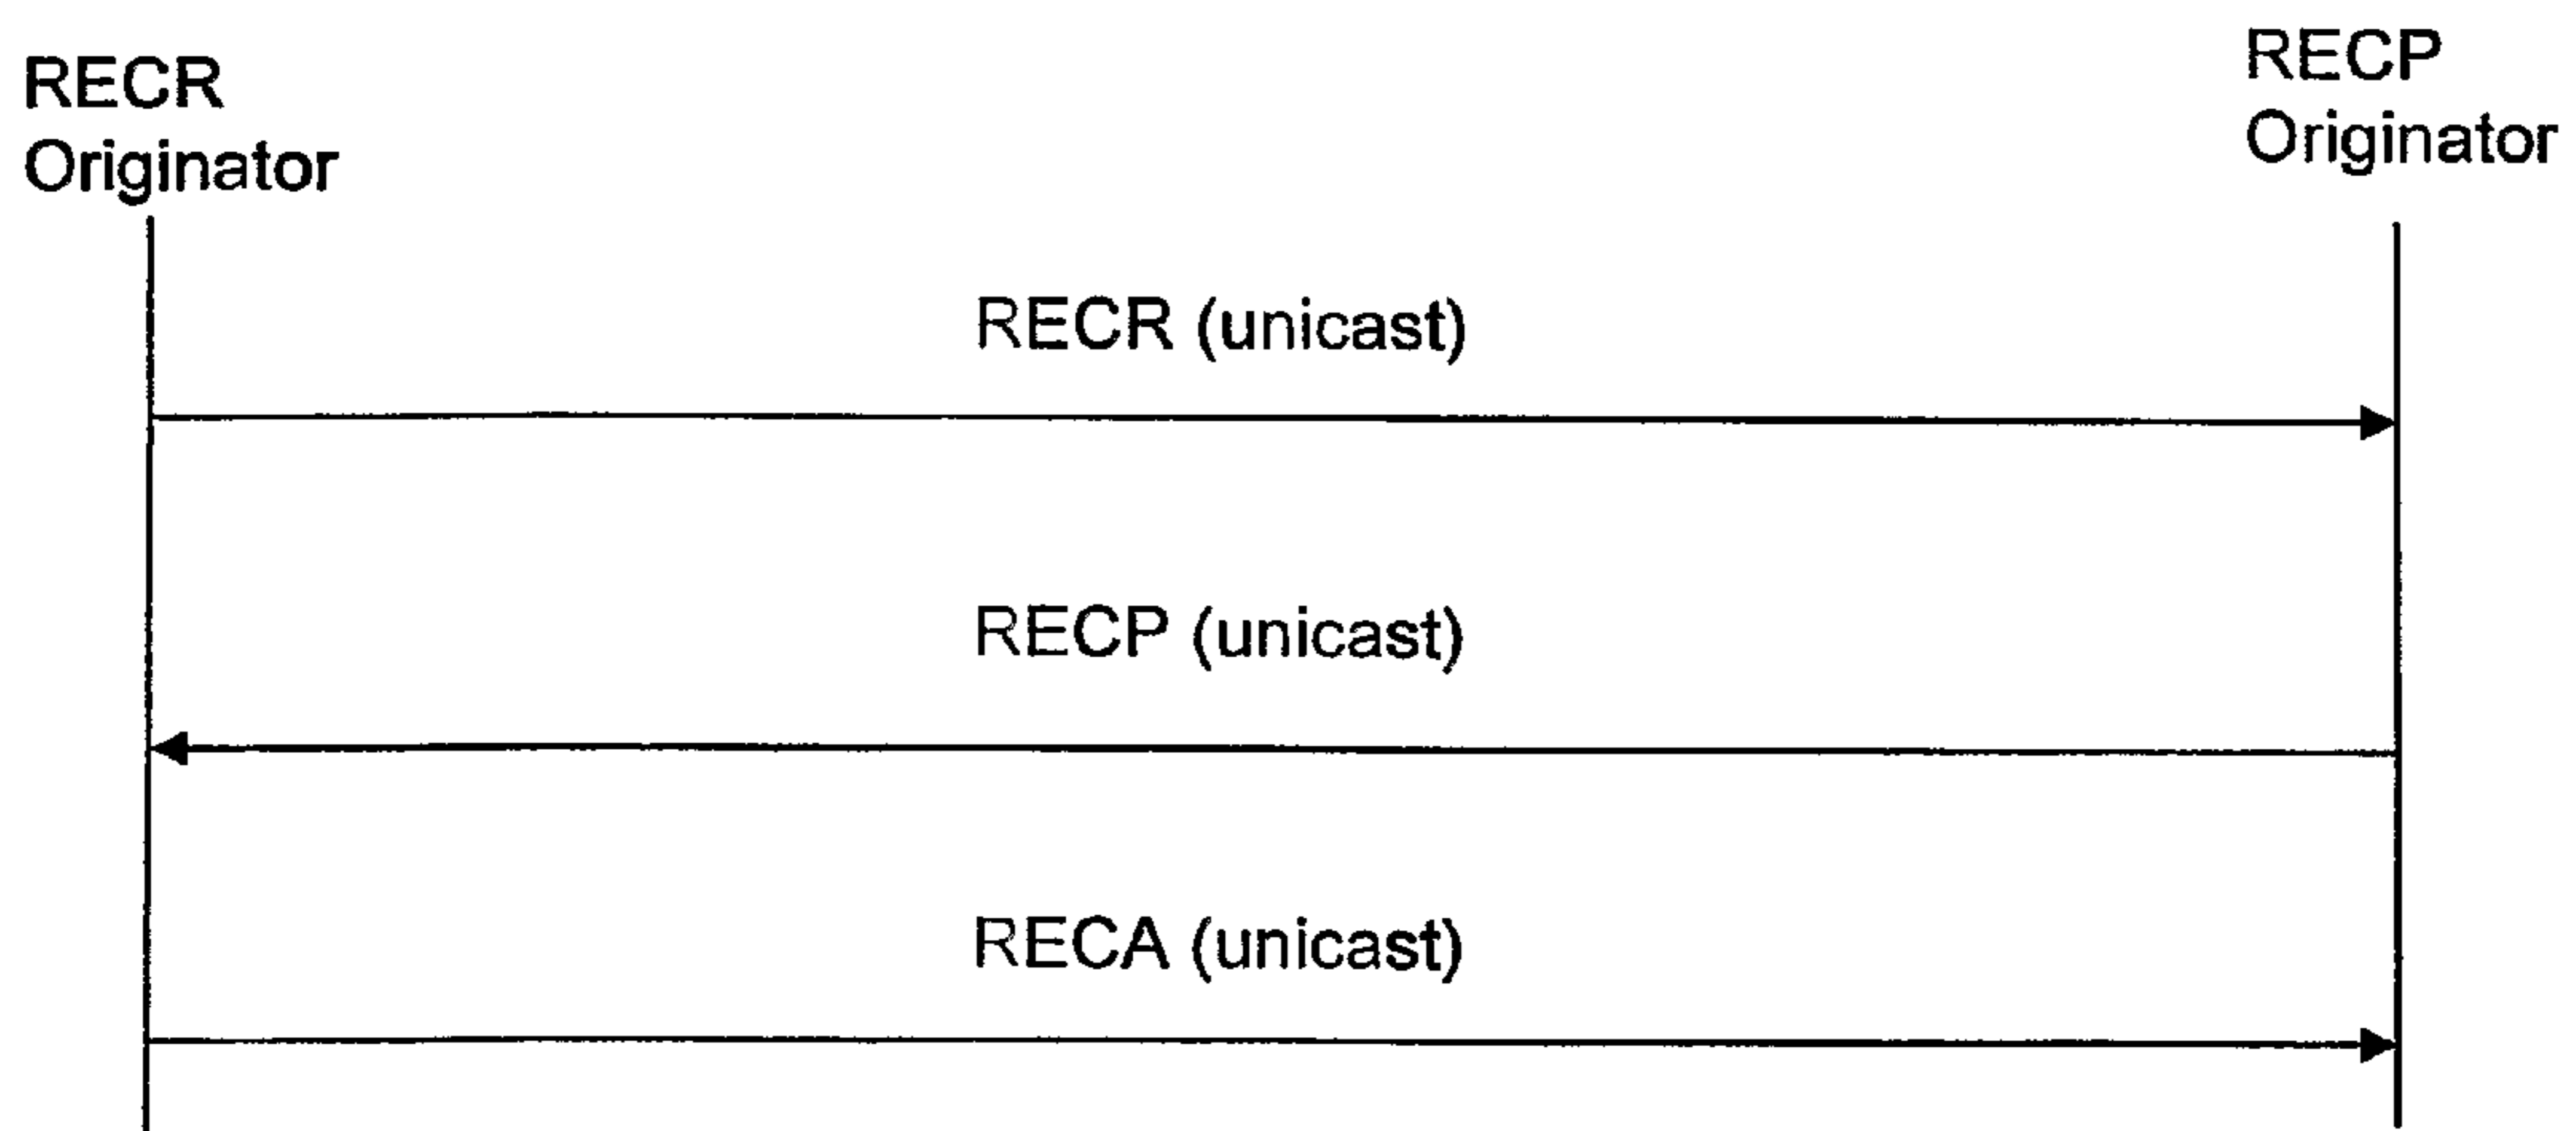 RECR
Originator
RECP
Originator
RECR (unicast)
RECP (unicast)
RECA (unicast)